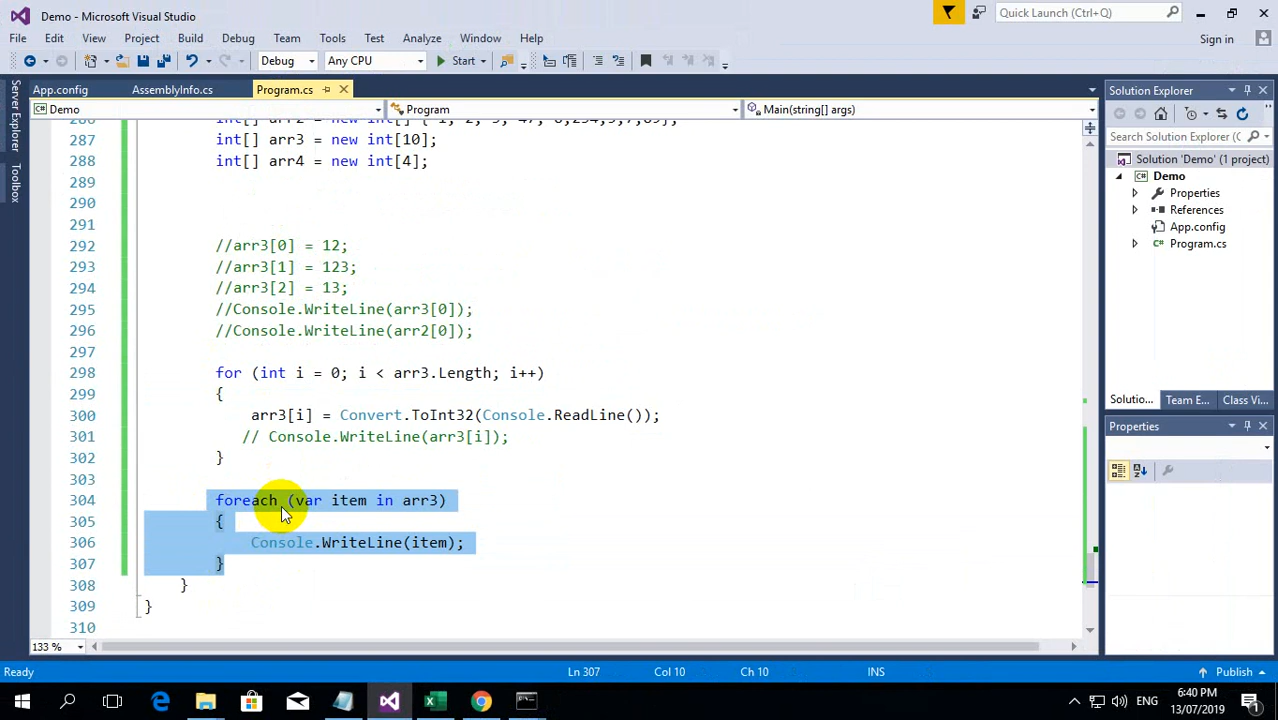 Demo - Microsoft Visual Studio
Quick Launch (Ctrl+Q)
File Edit View Project Build Debug Team Tools Test Analyze Window Help
Sign in
Debug Any CPU Start
App.config AssemblyInfo.cs Program.cs
Demo Program Main(string[] args)
Server Explorer
Toolbox
287 int[] arr3 = new int[10];
288 int[] arr4 = new int[4];
289
290
291
292 //arr3[0] = 12;
293 //arr3[1] = 123;
294 //arr3[2] = 13;
295 //Console.WriteLine(arr3[0]);
296 //Console.WriteLine(arr2[0]);
297
298 for (int i = 0; i < arr3.Length; i++)
299 {
300 arr3[i] = Convert.ToInt32(Console.ReadLine());
301 // Console.WriteLine(arr3[i]);
302 }
303
304 foreach (var item in arr3)
305 {
306 Console.WriteLine(item);
307 }
308 }
309 }
310
133 %
Solution Explorer
Search Solution Explorer (C
Solution 'Demo' (1 project)
Demo
Properties
References
App.config
Program.cs
Solutio... Team E... Class Vi...
Properties
Ready Ln 307 Col 10 Ch 10 INS Publish
ENG
6:40 PM
13/07/2019